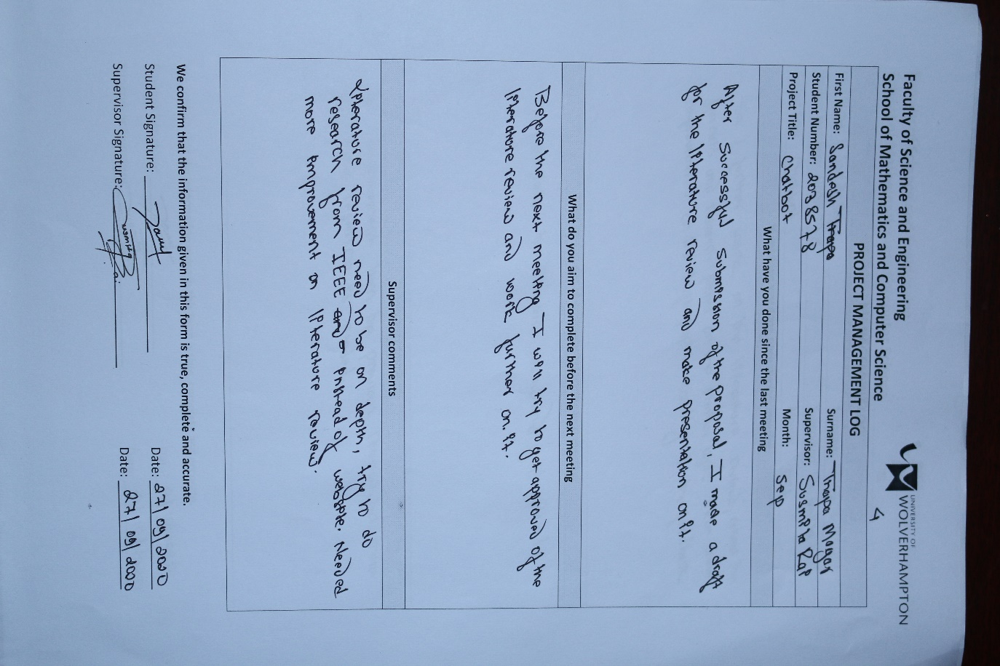 Faculty of Science and Engineering
School of Mathematics and Computer Science
UNIVERSITY OF
WOLVERHAMPTON
4
PROJECT MANAGEMENT LOG
First Name: Sandesh Thapa Surname: Thapa Magar
Student Number: 2038578 Supervisor: Susmita Rai
Project Title: Chatbot Month: Sep
What have you done since the last meeting
After successful submission of the proposal, I made a draft
for the literature review and make presentation on it.
What do you aim to complete before the next meeting
Before the next meeting I will try to get approved of the
literature review and work further on it.
Supervisor comments
Literature review need to be on depth, try to do
research from IEEE instead of website. Needed
more improvement on literature review.
We confirm that the information given in this form is true, complete and accurate.
Student Signature: Date: 27/09/2020
Supervisor Signature: Date: 27/09/2020